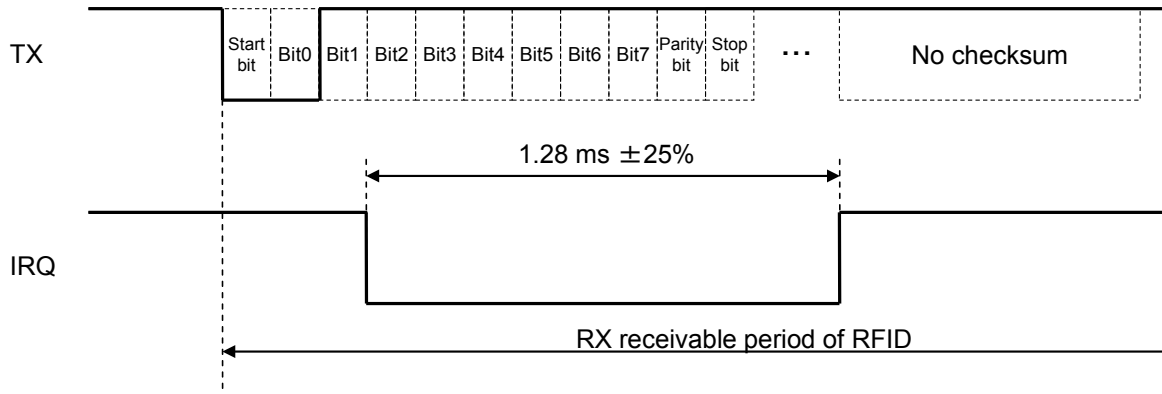 TX
Start
bit
Bit0
Bit1
Bit2
Bit3
Bit4
Bit5
Bit6
Bit7
Parity
bit
Stop
bit
⋯
No checksum
1.28 ms ±25%
IRQ
RX receivable period of RFID